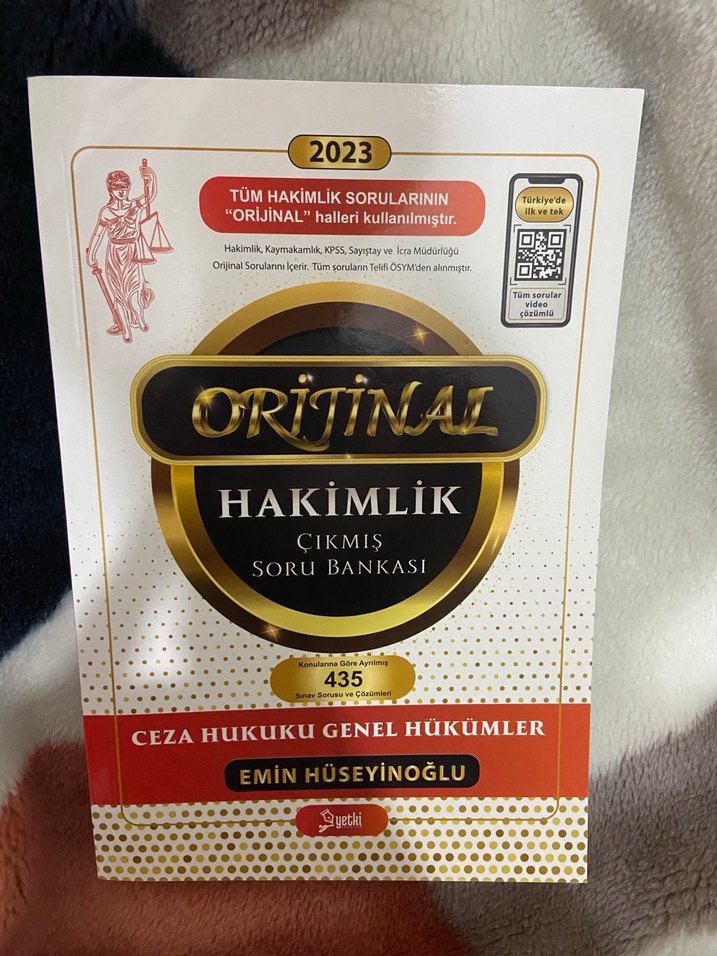 2023
TÜM HAKİMLİK SORULARININ
“ORİJİNAL” halleri kullanılmıştır.
Türkiye’de
ilk ve tek
Hakimlik, Kaymakamlık, KPSS, Sayıştay ve İcra Müdürlüğü
Orijinal Sorularını İçerir. Tüm soruların Telifi ÖSYM’den alınmıştır.
Tüm sorular
video
çözümlü
ORİJİNAL
HAKİMLİK
ÇIKMIŞ
SORU BANKASI
Konularına Göre Ayrılmış
435
Sınav Sorusu ve Çözümleri
CEZA HUKUKU GENEL HÜKÜMLER
EMİN HÜSEYİNOĞLU
yetki